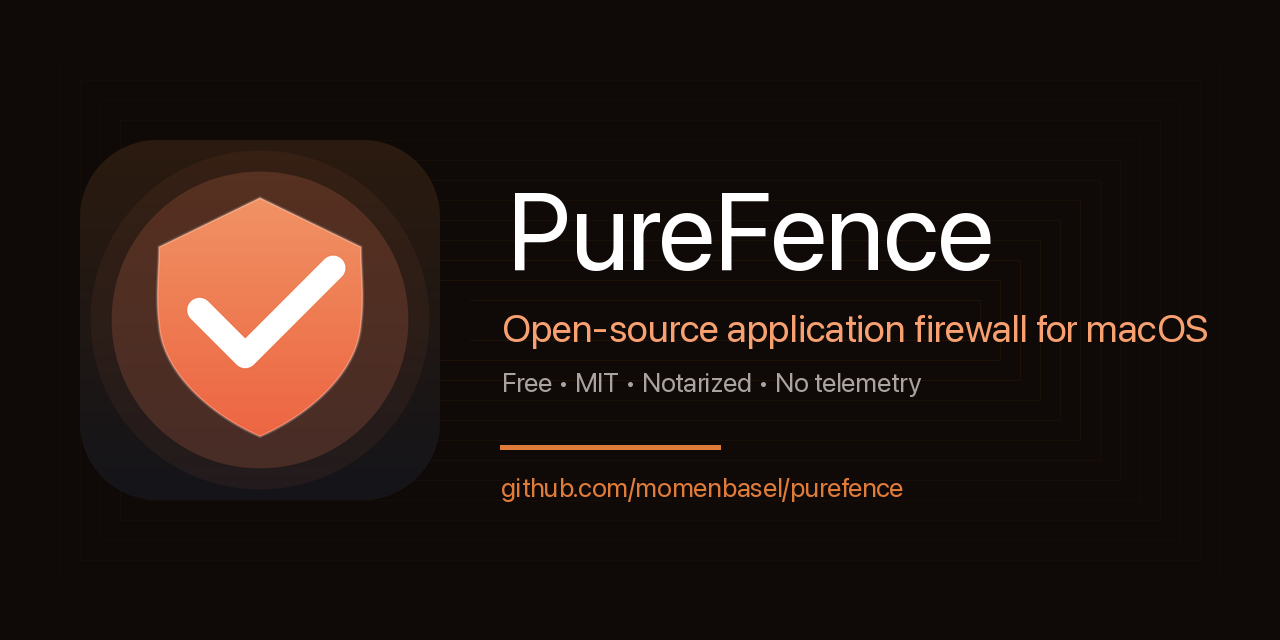 PureFence
Open-source application firewall for macOS
Free • MIT • Notarized • No telemetry
github.com/momenbasel/purefence